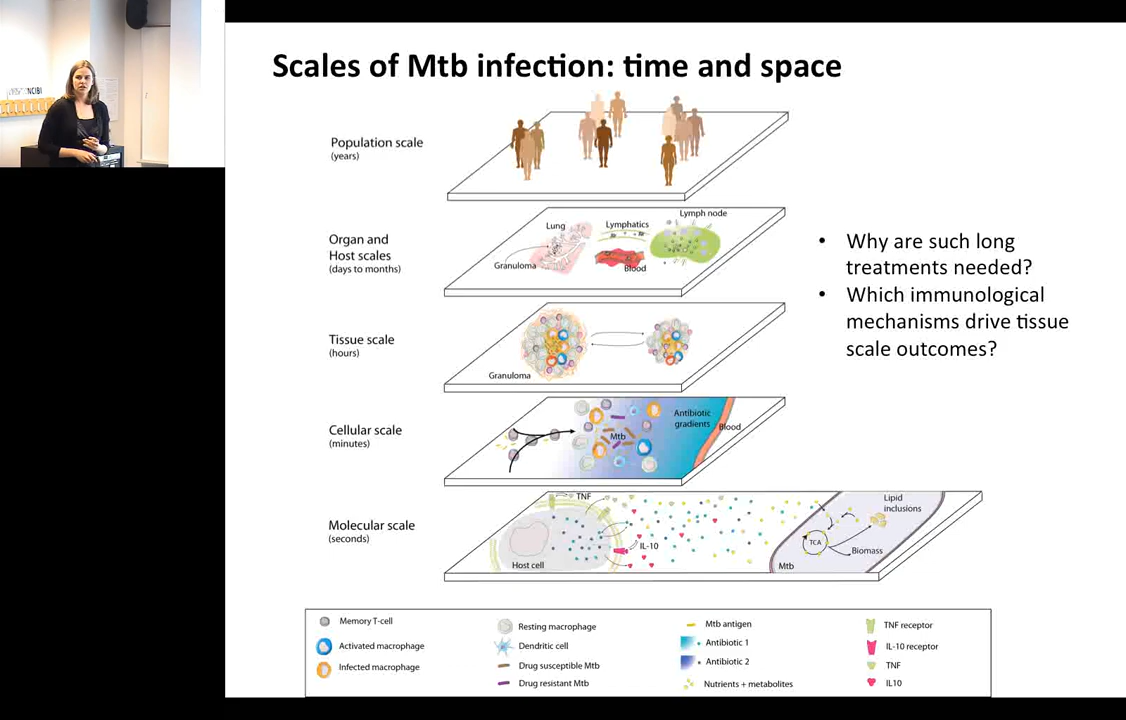 NCIBI
Scales of Mtb infection: time and space
Population scale
(years)
Organ and
Host scales
(days to months)
Lung
Lymphatics
Lymph node
Granuloma
Blood
Tissue scale
(hours)
Granuloma
Cellular scale
(minutes)
Mtb
Antibiotic
gradients
Blood
Molecular scale
(seconds)
TNF
IL-10
Host cell
Lipid
inclusions
TCA
Biomass
Mtb
• Why are such long
treatments needed?
• Which immunological
mechanisms drive tissue
scale outcomes?
Memory T-cell
Activated macrophage
Infected macrophage
Resting macrophage
Dendritic cell
Drug susceptible Mtb
Drug resistant Mtb
Mtb antigen
Antibiotic 1
Antibiotic 2
Nutrients + metabolites
TNF receptor
IL-10 receptor
TNF
IL10